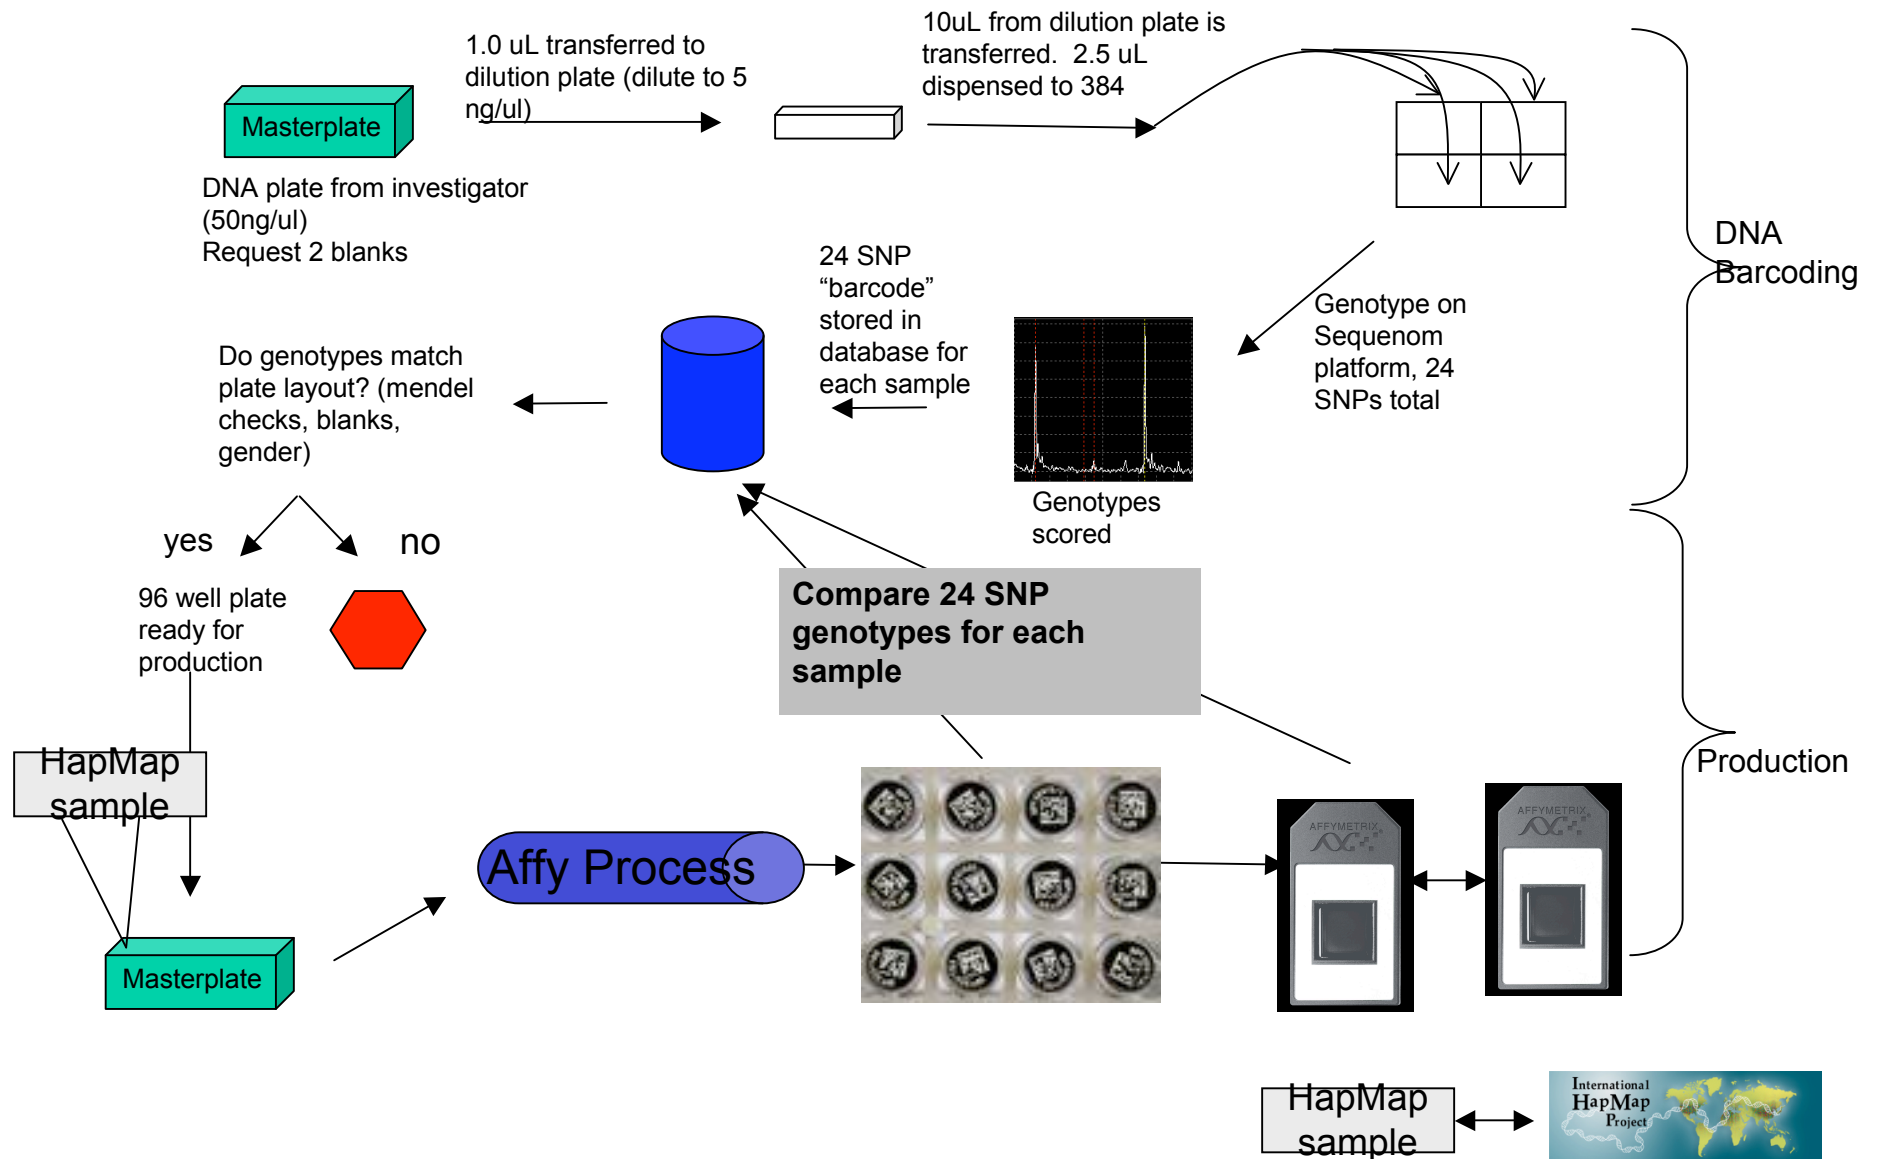 1.0 uL transferred to
dilution plate (dilute to 5
ng/ul)
10uL from dilution plate is
transferred.  2.5 uL
dispensed to 384
Masterplate
DNA plate from investigator
(50ng/ul)
Request 2 blanks
DNA
Barcoding
24 SNP
“barcode”
stored in
database for
each sample
Genotype on
Sequenom
platform, 24
SNPs total
Do genotypes match
plate layout? (mendel
checks, blanks,
gender)
Genotypes
scored
yes
no
96 well plate
ready for
production
Compare 24 SNP
genotypes for each
sample
HapMap
sample
Production
Affy Process
AFFYMETRIX
AFFYMETRIX
Masterplate
HapMap
sample
International
HapMap
Project